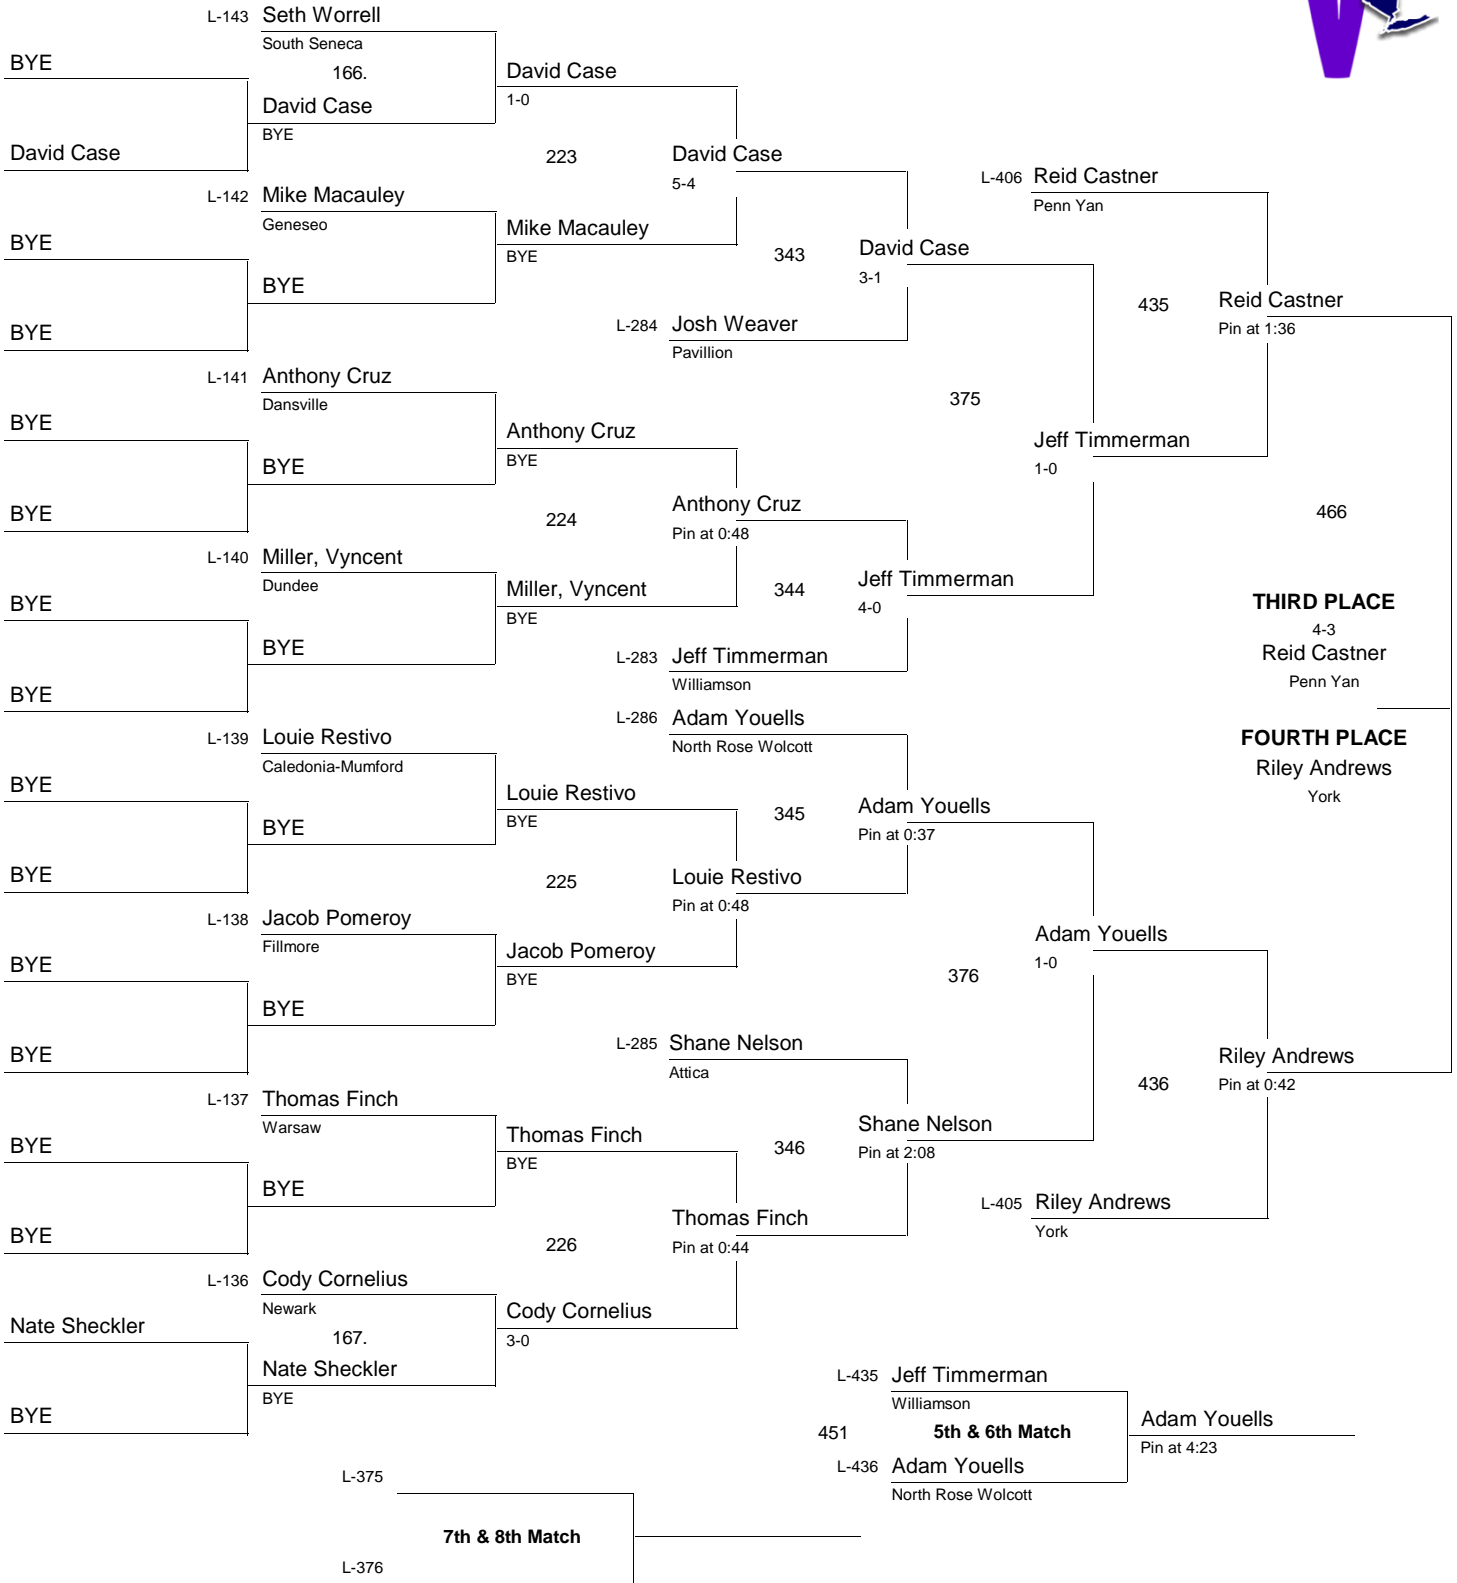 L-143 Seth Worrell
South Seneca
BYE
166.
David Case
1-0
David Case
BYE
David Case
223
David Case
5-4
L-406 Reid Castner
Penn Yan
L-142 Mike Macauley
Geneseo
BYE
Mike Macauley
BYE
343
David Case
3-1
BYE
435
Reid Castner
Pin at 1:36
BYE
L-284 Josh Weaver
Pavillion
L-141 Anthony Cruz
Dansville
375
BYE
Anthony Cruz
BYE
Jeff Timmerman
1-0
BYE
Anthony Cruz
Pin at 0:48
BYE
224
466
L-140 Miller, Vyncent
Dundee
Miller, Vyncent
BYE
344
Jeff Timmerman
4-0
BYE
THIRD PLACE
4-3
Reid Castner
Penn Yan
BYE
L-283 Jeff Timmerman
Williamson
BYE
L-286 Adam Youells
North Rose Wolcott
L-139 Louie Restivo
Caledonia-Mumford
FOURTH PLACE
Riley Andrews
York
BYE
Louie Restivo
BYE
345
Adam Youells
Pin at 0:37
BYE
BYE
225
Louie Restivo
Pin at 0:48
L-138 Jacob Pomeroy
Fillmore
Adam Youells
1-0
Jacob Pomeroy
BYE
BYE
376
BYE
L-285 Shane Nelson
Attica
BYE
Riley Andrews
Pin at 0:42
436
L-137 Thomas Finch
Warsaw
Thomas Finch
BYE
346
Shane Nelson
Pin at 2:08
BYE
BYE
L-405 Riley Andrews
York
Thomas Finch
Pin at 0:44
BYE
226
L-136 Cody Cornelius
Newark
Cody Cornelius
3-0
Nate Sheckler
167.
Nate Sheckler
BYE
L-435 Jeff Timmerman
Williamson
BYE
451
5th & 6th Match
Adam Youells
Pin at 4:23
L-436 Adam Youells
North Rose Wolcott
L-375
7th & 8th Match
L-376